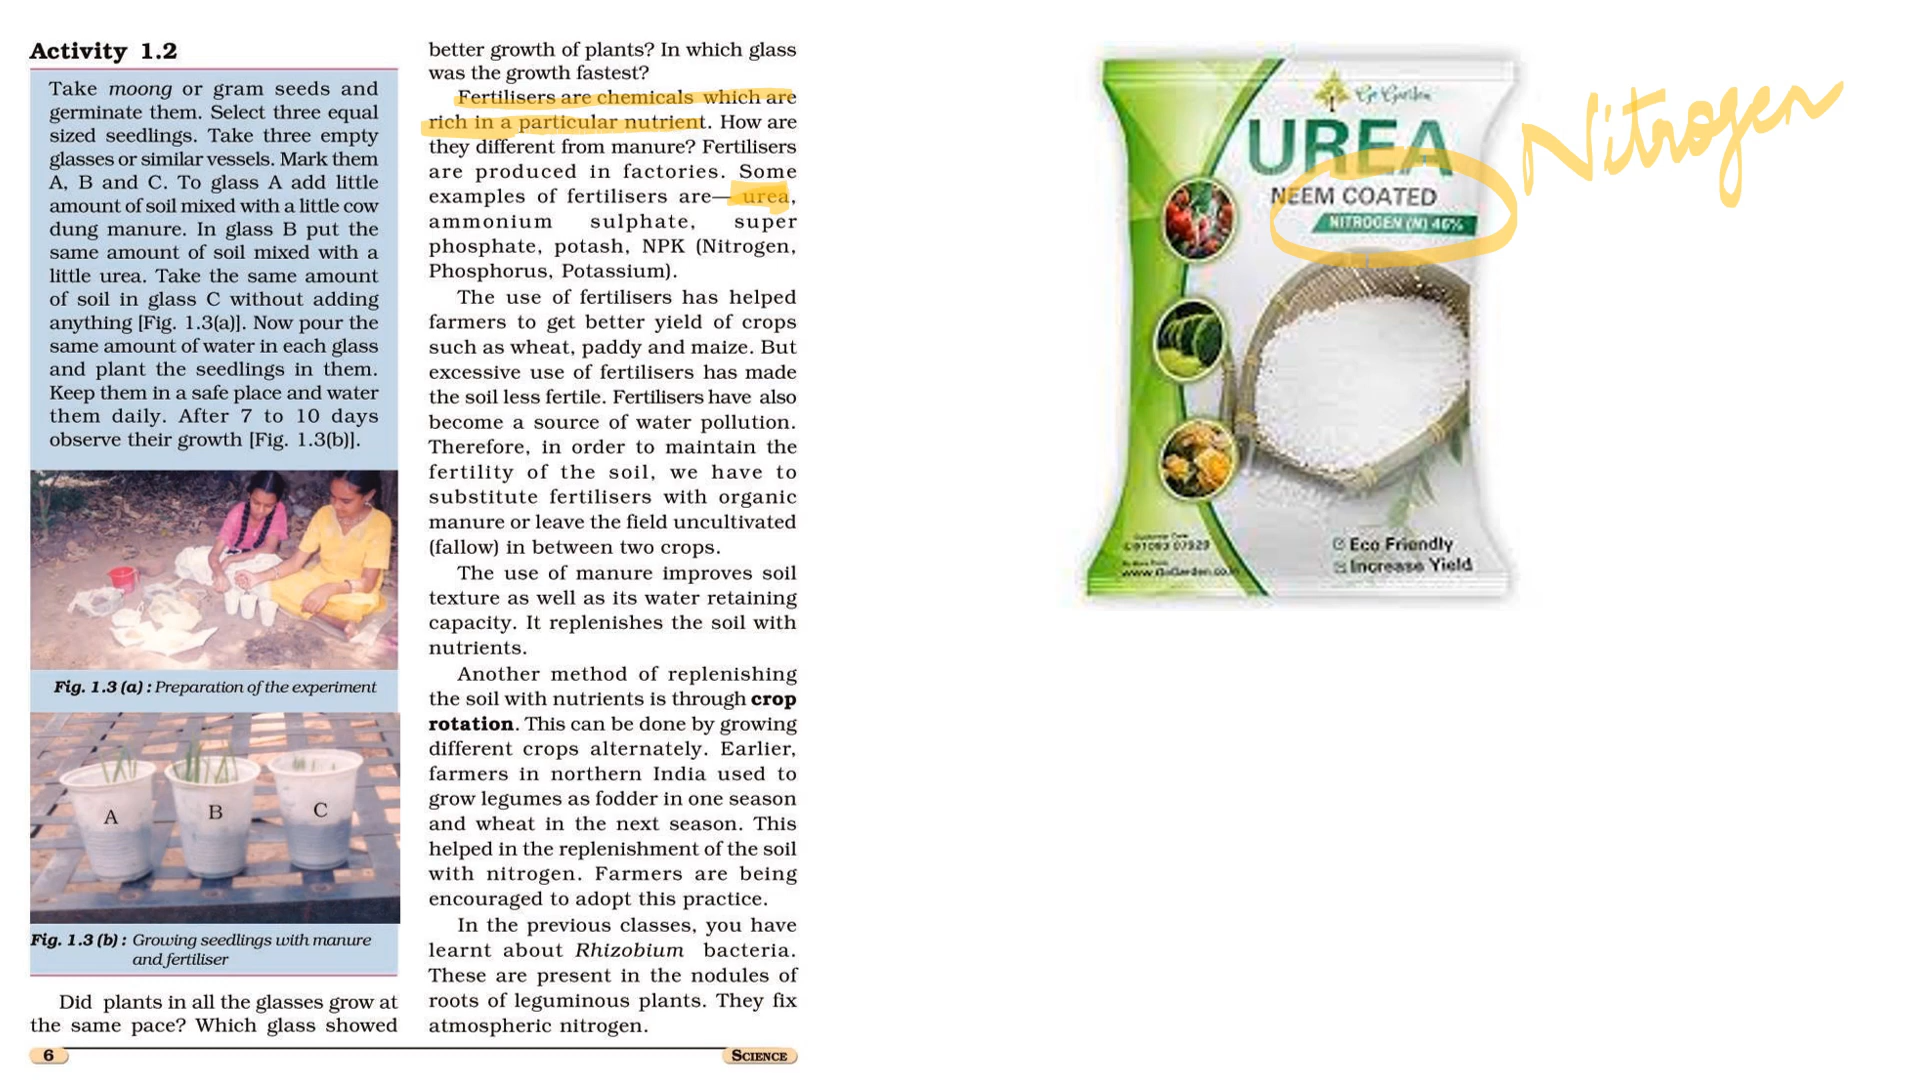 Activity 1.2
Take moong or gram seeds and
germinate them. Select three equal
sized seedlings. Take three empty
glasses or similar vessels. Mark them
A, B and C. To glass A add little
amount of soil mixed with a little cow
dung manure. In glass B put the
same amount of soil mixed with a
little urea. Take the same amount
of soil in glass C without adding
anything [Fig. 1.3(a)]. Now pour the
same amount of water in each glass
and plant the seedlings in them.
Keep them in a safe place and water
them daily. After 7 to 10 days
observe their growth [Fig. 1.3(b)].
Fig. 1.3 (a) : Preparation of the experiment
A B C
Fig. 1.3 (b) : Growing seedlings with manure
and fertiliser
Did plants in all the glasses grow at
the same pace? Which glass showed
better growth of plants? In which glass
was the growth fastest?
Fertilisers are chemicals which are
rich in a particular nutrient. How are
they different from manure? Fertilisers
are produced in factories. Some
examples of fertilisers are— urea,
ammonium sulphate, super
phosphate, potash, NPK (Nitrogen,
Phosphorus, Potassium).
The use of fertilisers has helped
farmers to get better yield of crops
such as wheat, paddy and maize. But
excessive use of fertilisers has made
the soil less fertile. Fertilisers have also
become a source of water pollution.
Therefore, in order to maintain the
fertility of the soil, we have to
substitute fertilisers with organic
manure or leave the field uncultivated
(fallow) in between two crops.
The use of manure improves soil
texture as well as its water retaining
capacity. It replenishes the soil with
nutrients.
Another method of replenishing
the soil with nutrients is through crop
rotation. This can be done by growing
different crops alternately. Earlier,
farmers in northern India used to
grow legumes as fodder in one season
and wheat in the next season. This
helped in the replenishment of the soil
with nitrogen. Farmers are being
encouraged to adopt this practice.
In the previous classes, you have
learnt about Rhizobium bacteria.
These are present in the nodules of
roots of leguminous plants. They fix
atmospheric nitrogen.
6
SCIENCE
Go Garden
UREA
NEEM COATED
NITROGEN (N) 46%
Eco Friendly
Increase Yield
Nitrogen